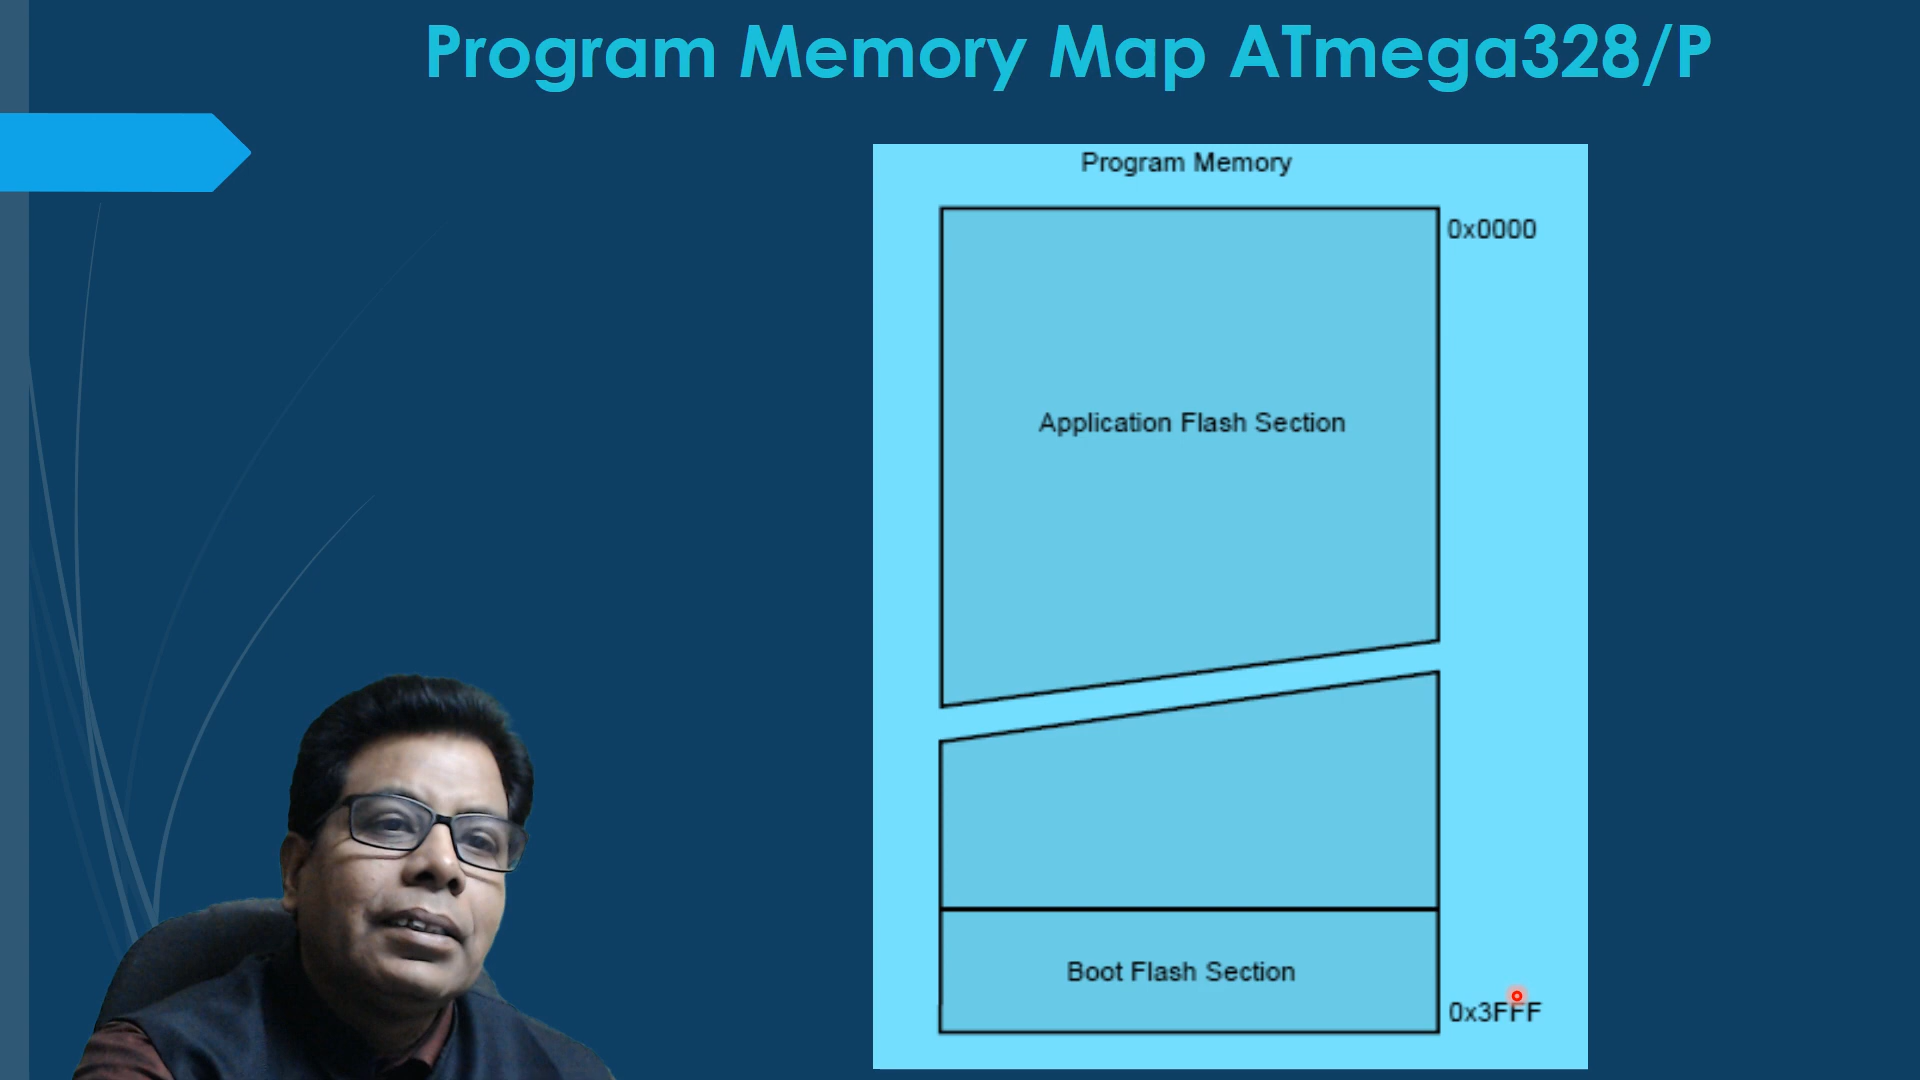 Program Memory Map ATmega328/P
Program Memory
0x0000
Application Flash Section
Boot Flash Section
0x3FFF